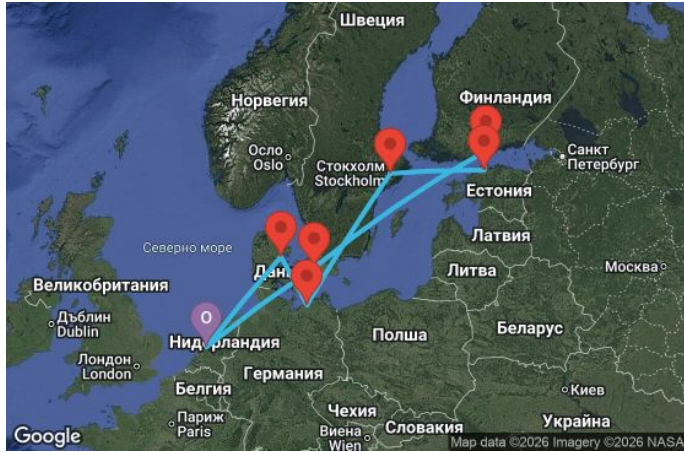 Швеция
Норвегия
Финландия
Осло
Oslo
Стокхолм
Stockholm
Санкт
Петербург
Естония
Северно море
Латвия
Дан
Великобритания
Литва
Москва
Дъблин
Dublin
О
Нидерландия
Полша
Беларус
Лондон
London
Германия
Белгия
Киев
Париж
Paris
Чехия
Виена
Wien
Словакия
Украйна
Google
Map data ©2026 Imagery ©2026 NASA